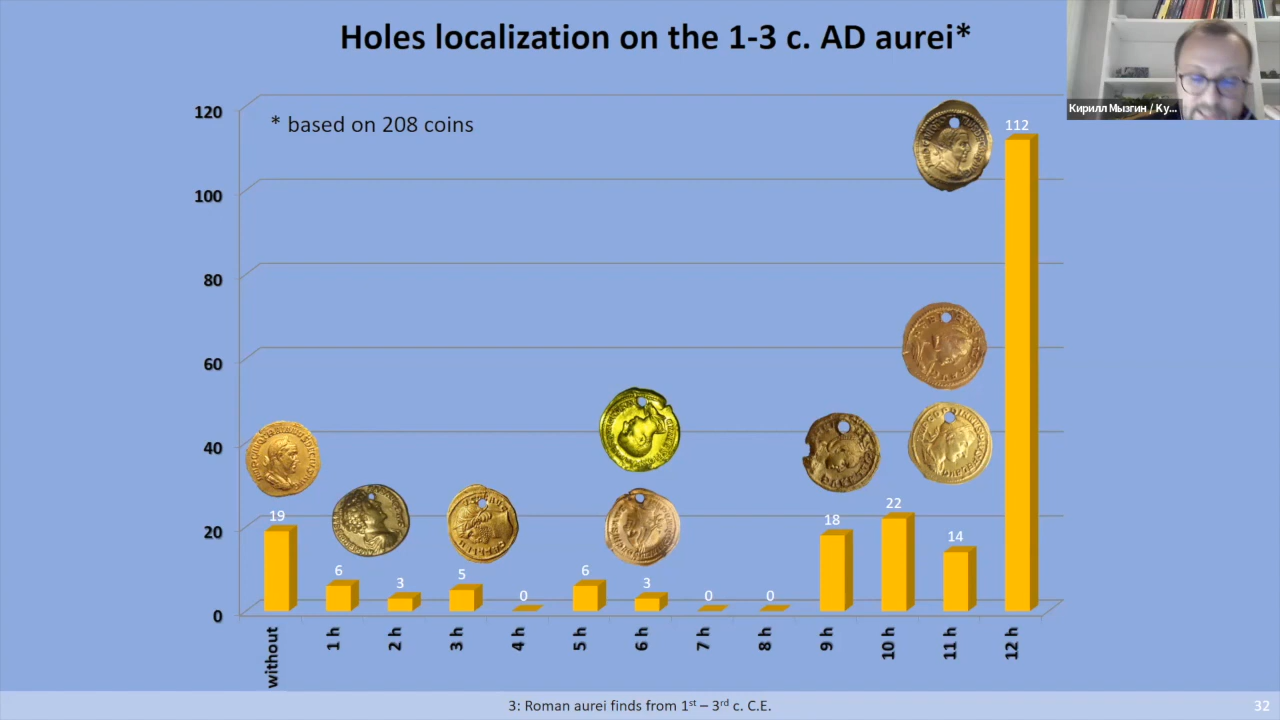 Holes localization on the 1-3 c. AD aurei*
Кирилл Мызгин / Ку...
* based on 208 coins
120
100
80
60
40
20
0
19
6
3
5
0
6
3
0
0
18
22
14
112
without
1 h
2 h
3 h
4 h
5 h
6 h
7 h
8 h
9 h
10 h
11 h
12 h
3: Roman aurei finds from 1st – 3rd c. C.E.
32